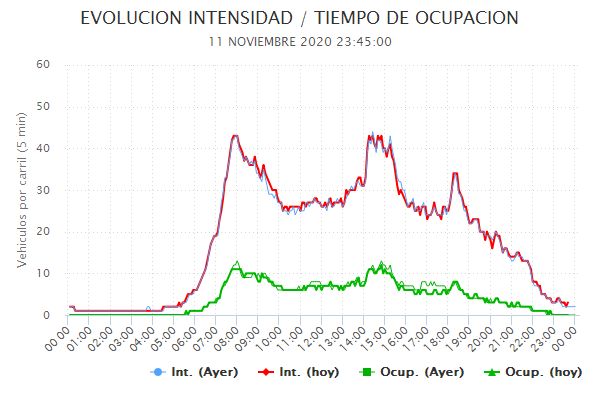 EVOLUCION INTENSIDAD / TIEMPO DE OCUPACION
11 NOVIEMBRE 2020 23:45:00
Vehículos por carril (5 min)
60
50
40
30
20
10
0
00:00 01:00 02:00 03:00 04:00 05:00 06:00 07:00 08:00 09:00 10:00 11:00 12:00 13:00 14:00 15:00 16:00 17:00 18:00 19:00 20:00 21:00 22:00 23:00 00:00
Int. (Ayer) Int. (hoy) Ocup. (Ayer) Ocup. (hoy)